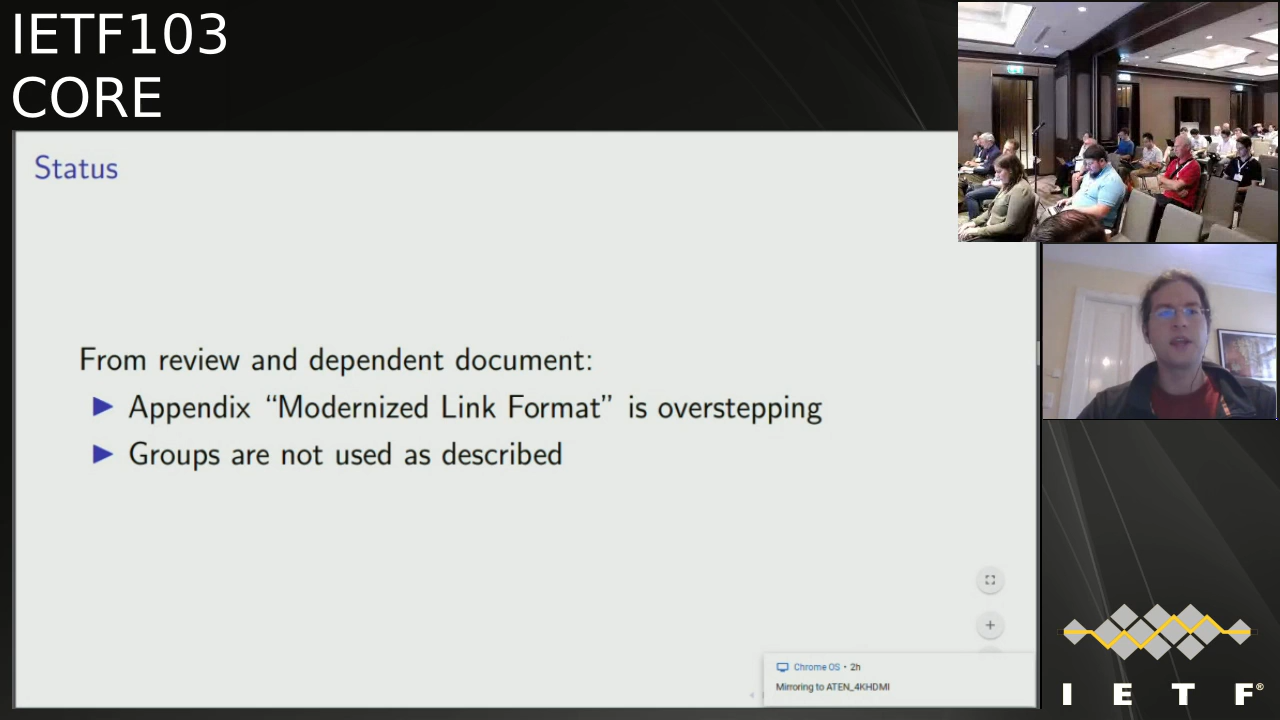 IETF103
CORE
Status
From review and dependent document:
Appendix “Modernized Link Format” is overstepping
Groups are not used as described
Chrome OS • 2h
Mirroring to ATEN_4KHDMI
I E T F®